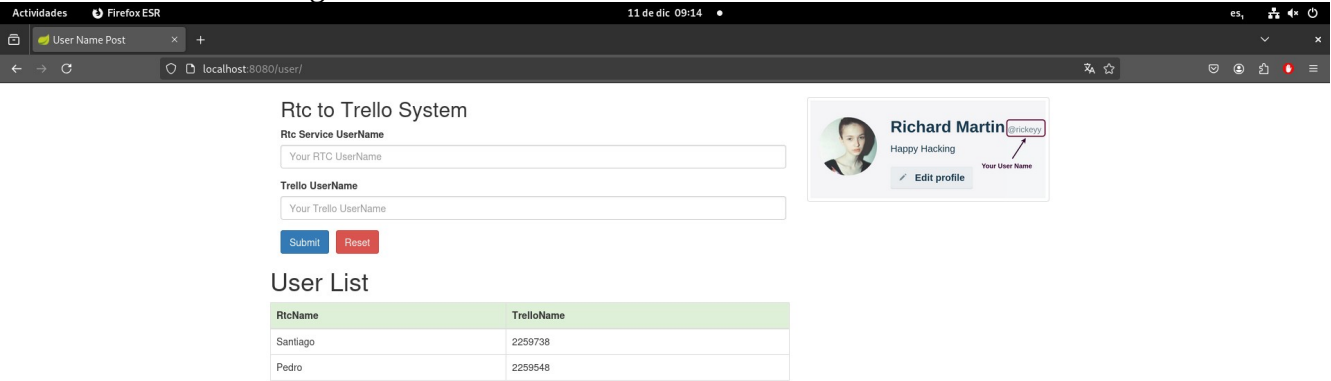 Actividades Firefox ESR 11 de dic 09:14 es₁
User Name Post
localhost:8080/user/
Rtc to Trello System
Rtc Service UserName
Your RTC UserName
Trello UserName
Your Trello UserName
Submit Reset
Richard Martin @rickeyy
Happy Hacking
Your User Name
Edit profile
User List
RtcName TrelloName
Santiago 2259738
Pedro 2259548